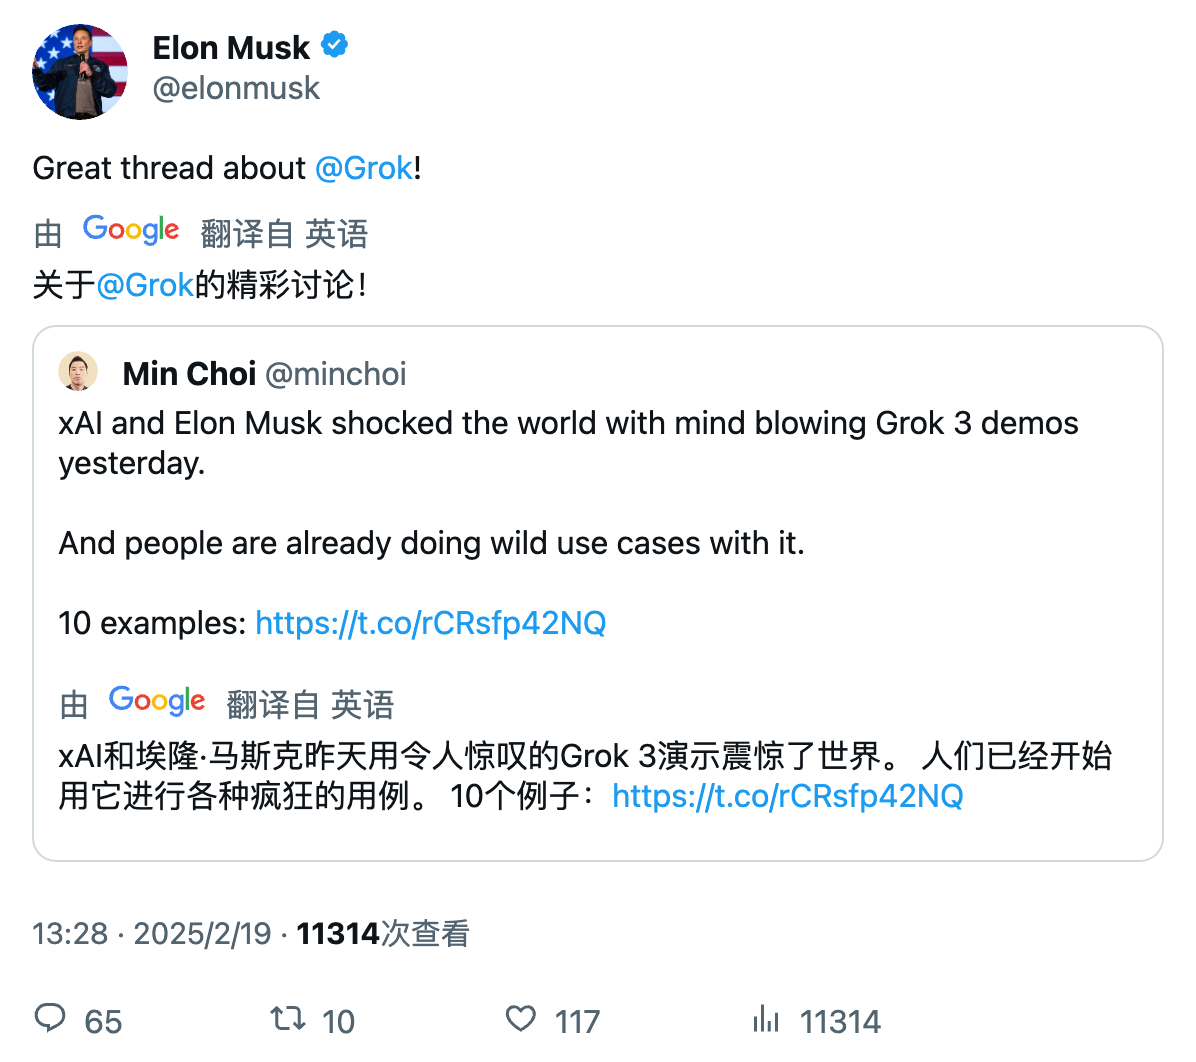 Elon Musk
@elonmusk
Great thread about @Grok!
由 Google 翻译自 英语
关于@Grok的精彩讨论！
Min Choi @minchoi
xAI and Elon Musk shocked the world with mind blowing Grok 3 demos
yesterday.
And people are already doing wild use cases with it.
10 examples: https://t.co/rCRsfp42NQ
由 Google 翻译自 英语
xAI和埃隆·马斯克昨天用令人惊叹的Grok 3演示震惊了世界。 人们已经开始
用它进行各种疯狂的用例。 10个例子：https://t.co/rCRsfp42NQ
13:28 · 2025/2/19 · 11314次查看
65 10 117 11314